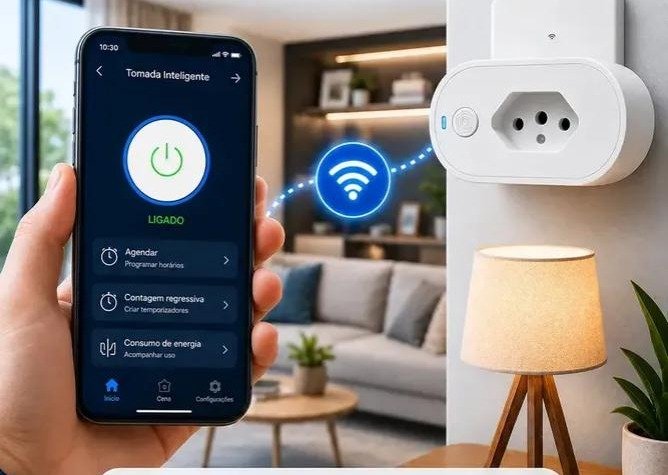 10:30
Tomada Inteligente
LIGADO
Agendar
Programar horários
Contagem regressiva
Criar temporizadores
Consumo de energia
Acompanhar uso
Início
Cena
Configurações